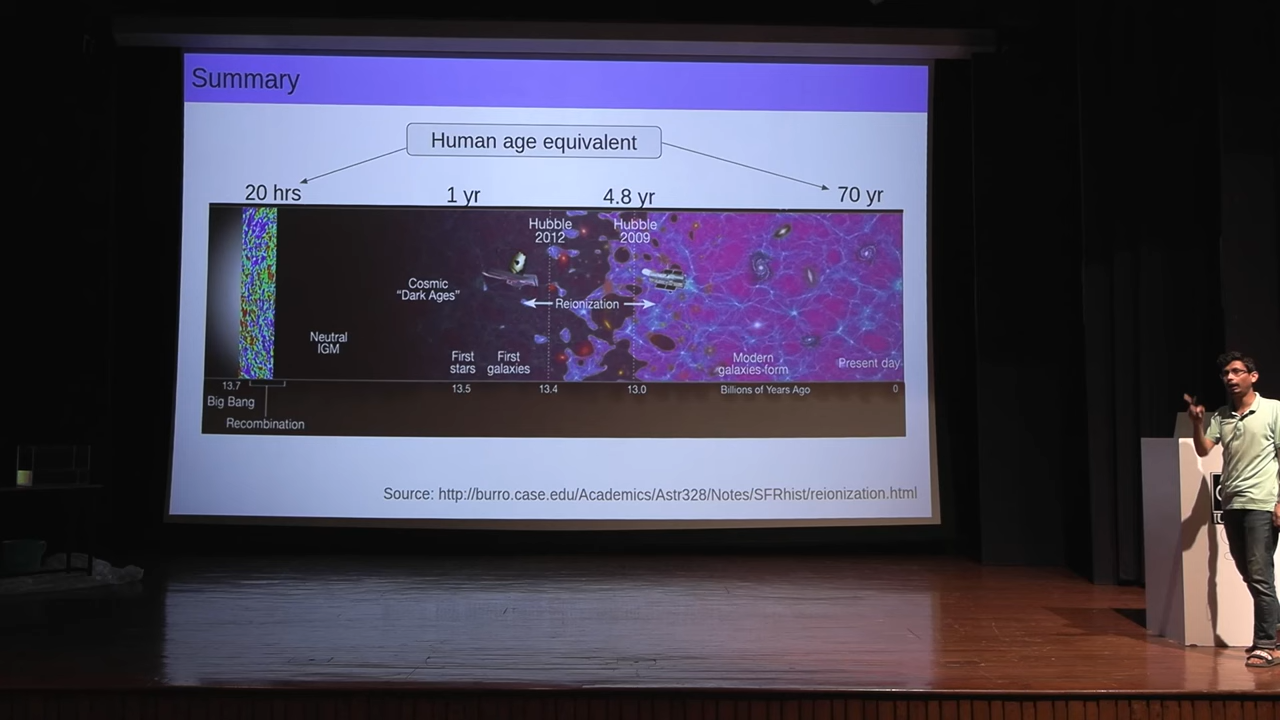 Summary
Human age equivalent
20 hrs 1 yr 4.8 yr 70 yr
Hubble
2012
Hubble
2009
Cosmic
"Dark Ages"
Reionization
Neutral
IGM
First
stars
First
galaxies
Modern
galaxies form
Present day
13.7 13.5 13.4 13.0 Billions of Years Ago 0
Big Bang
Recombination
Source: http://burro.case.edu/Academics/Astr328/Notes/SFRhist/reionization.html